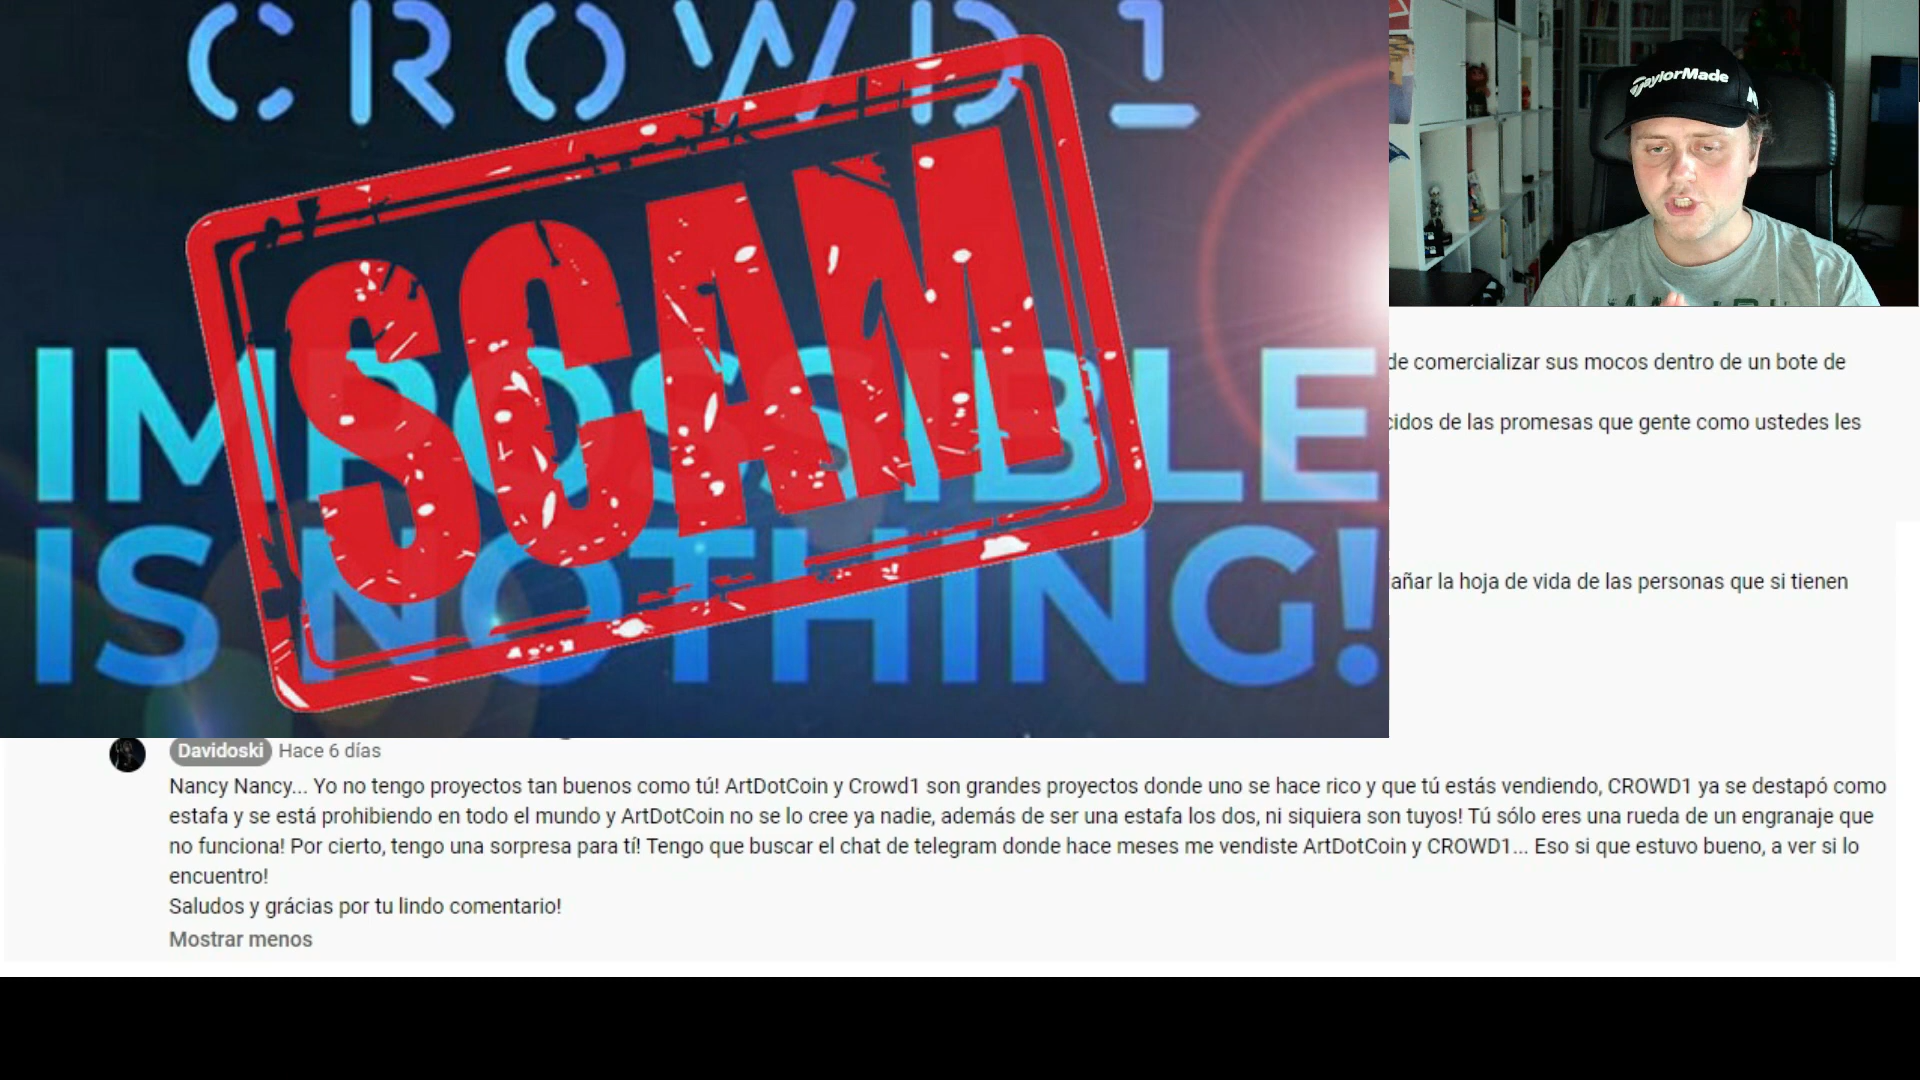 CROWD1
SCAM
IMPOSSIBLE
IS NOTHING!
TaylorMade
de comercializar sus mocos dentro de un bote de
cidos de las promesas que gente como ustedes les
añar la hoja de vida de las personas que si tienen
Davidoski Hace 6 días
Nancy Nancy... Yo no tengo proyectos tan buenos como tú! ArtDotCoin y Crowd1 son grandes proyectos donde uno se hace rico y que tú estás vendiendo, CROWD1 ya se destapó como
estafa y se está prohibiendo en todo el mundo y ArtDotCoin no se lo cree ya nadie, además de ser una estafa los dos, ni siquiera son tuyos! Tú sólo eres una rueda de un engranaje que
no funciona! Por cierto, tengo una sorpresa para tí! Tengo que buscar el chat de telegram donde hace meses me vendiste ArtDotCoin y CROWD1... Eso si que estuvo bueno, a ver si lo
encuentro!
Saludos y grácias por tu lindo comentario!
Mostrar menos